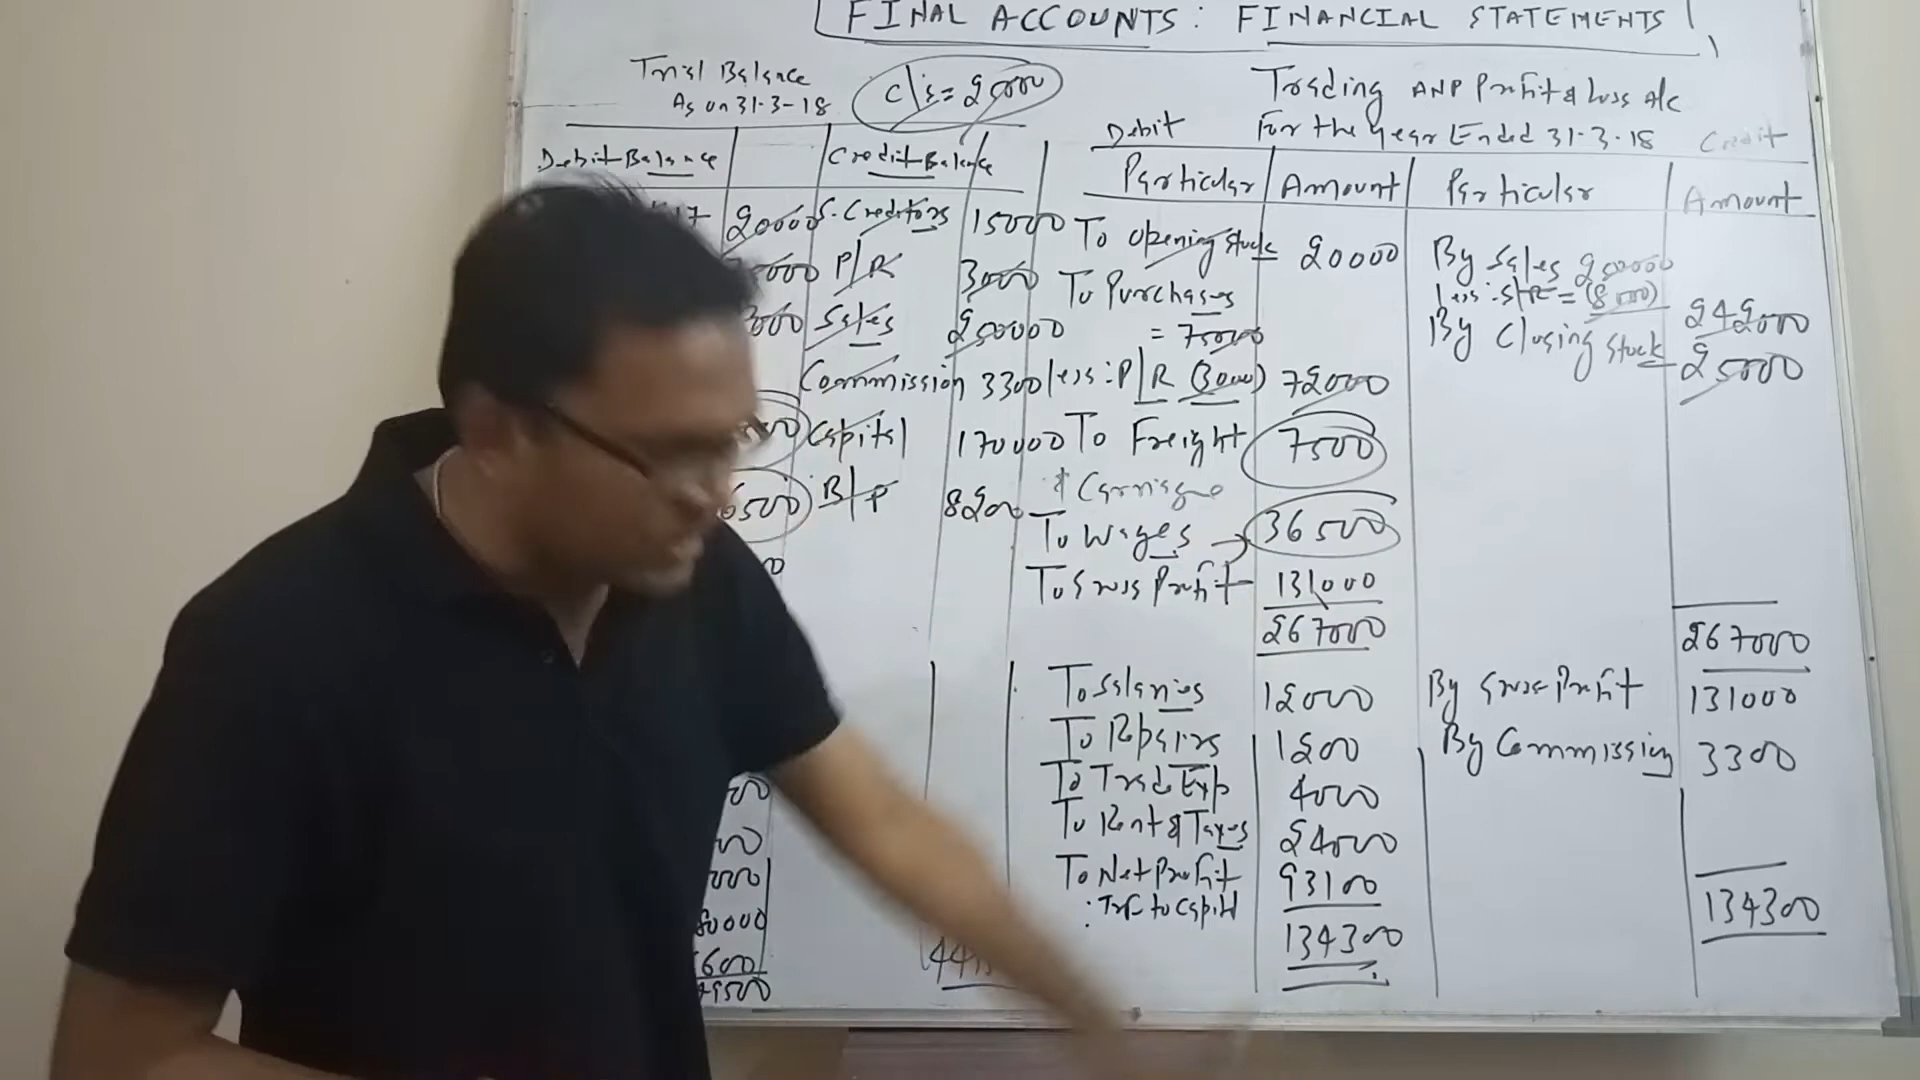 FINAL ACCOUNTS: FINANCIAL STATEMENTS
Trial Balance
As on 31-3-18
C/S = 25000
Debit Balance
Credit Balance
20000 S. Creditors 15000
P/R 3000
Sales 250000
Commission 3300
Capital 170000
6500 B/P 8200
Trading AND Profit & Loss A/c
For the year Ended 31-3-18
Debit
Credit
Particular Amount Particular Amount
To opening stock 20000 By Sales 250000
less: S/R = (8000) 242000
To Purchases
= 75000
less: P/R (3000) 72000
By Closing stock 25000
To Freight 7500
& Carriage
To Wages → 36500
To Gross Profit 131000
267000 267000
To Salaries 12000 By Gross Profit 131000
To Repairs 1200 By Commission 3300
To Trade Exp 4000
To Rent & Taxes 24000
To Net Profit 93100
: Trf to Capital
134300 134300